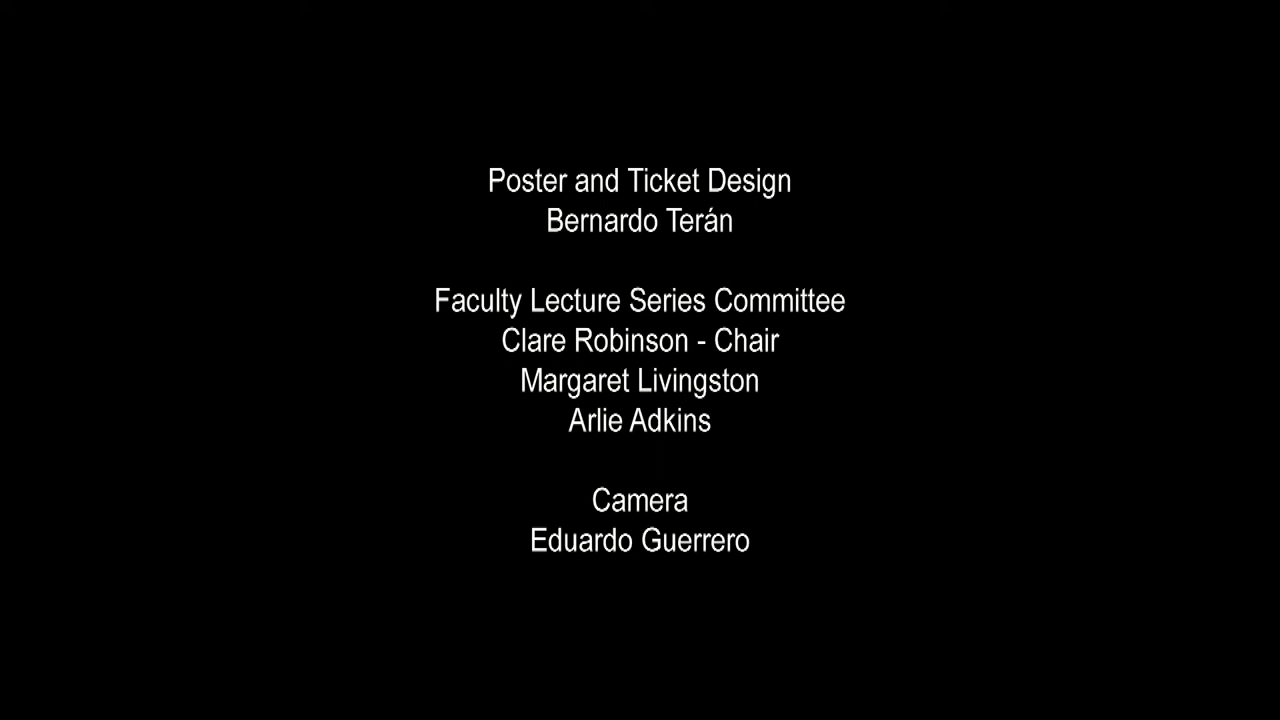 Poster and Ticket Design
Bernardo Terán
Faculty Lecture Series Committee
Clare Robinson - Chair
Margaret Livingston
Arlie Adkins
Camera
Eduardo Guerrero